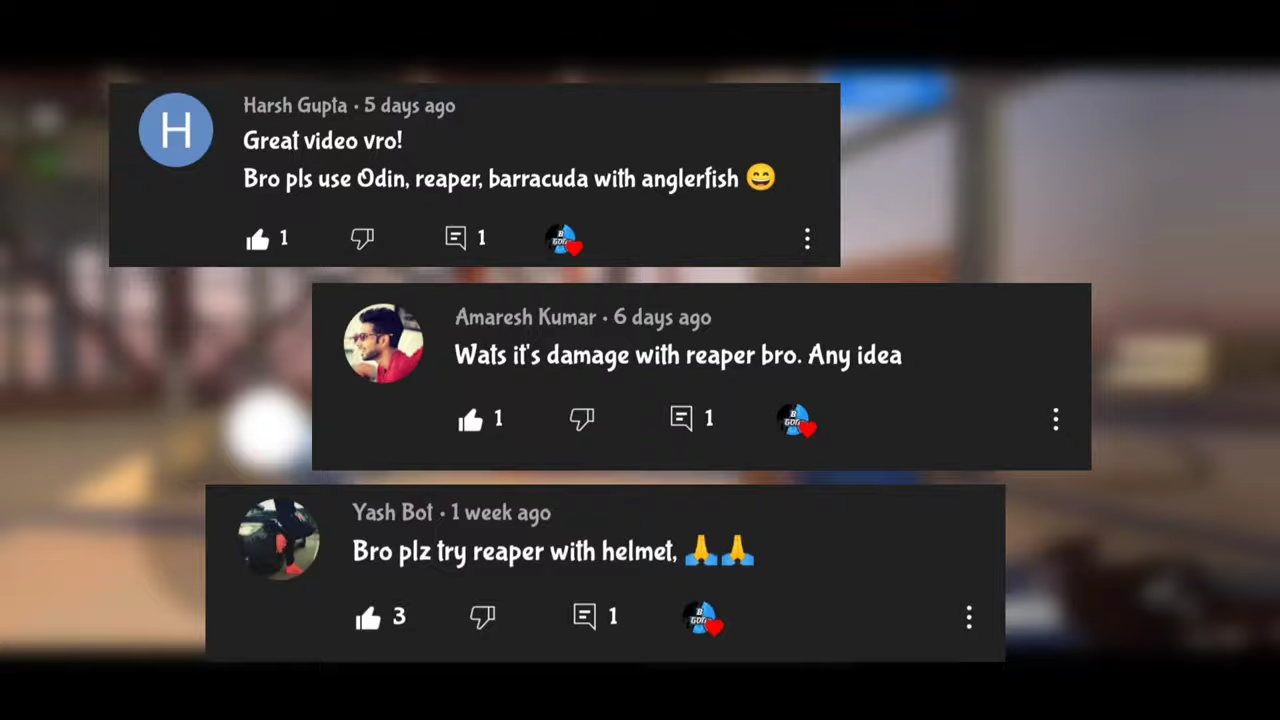 H
Harsh Gupta · 5 days ago
Great video vro!
Bro pls use Odin, reaper, barracuda with anglerfish 😄
1 1
Amaresh Kumar · 6 days ago
Wats it's damage with reaper bro. Any idea
1 1
Yash Bot · 1 week ago
Bro plz try reaper with helmet, 🙏🙏
3 1